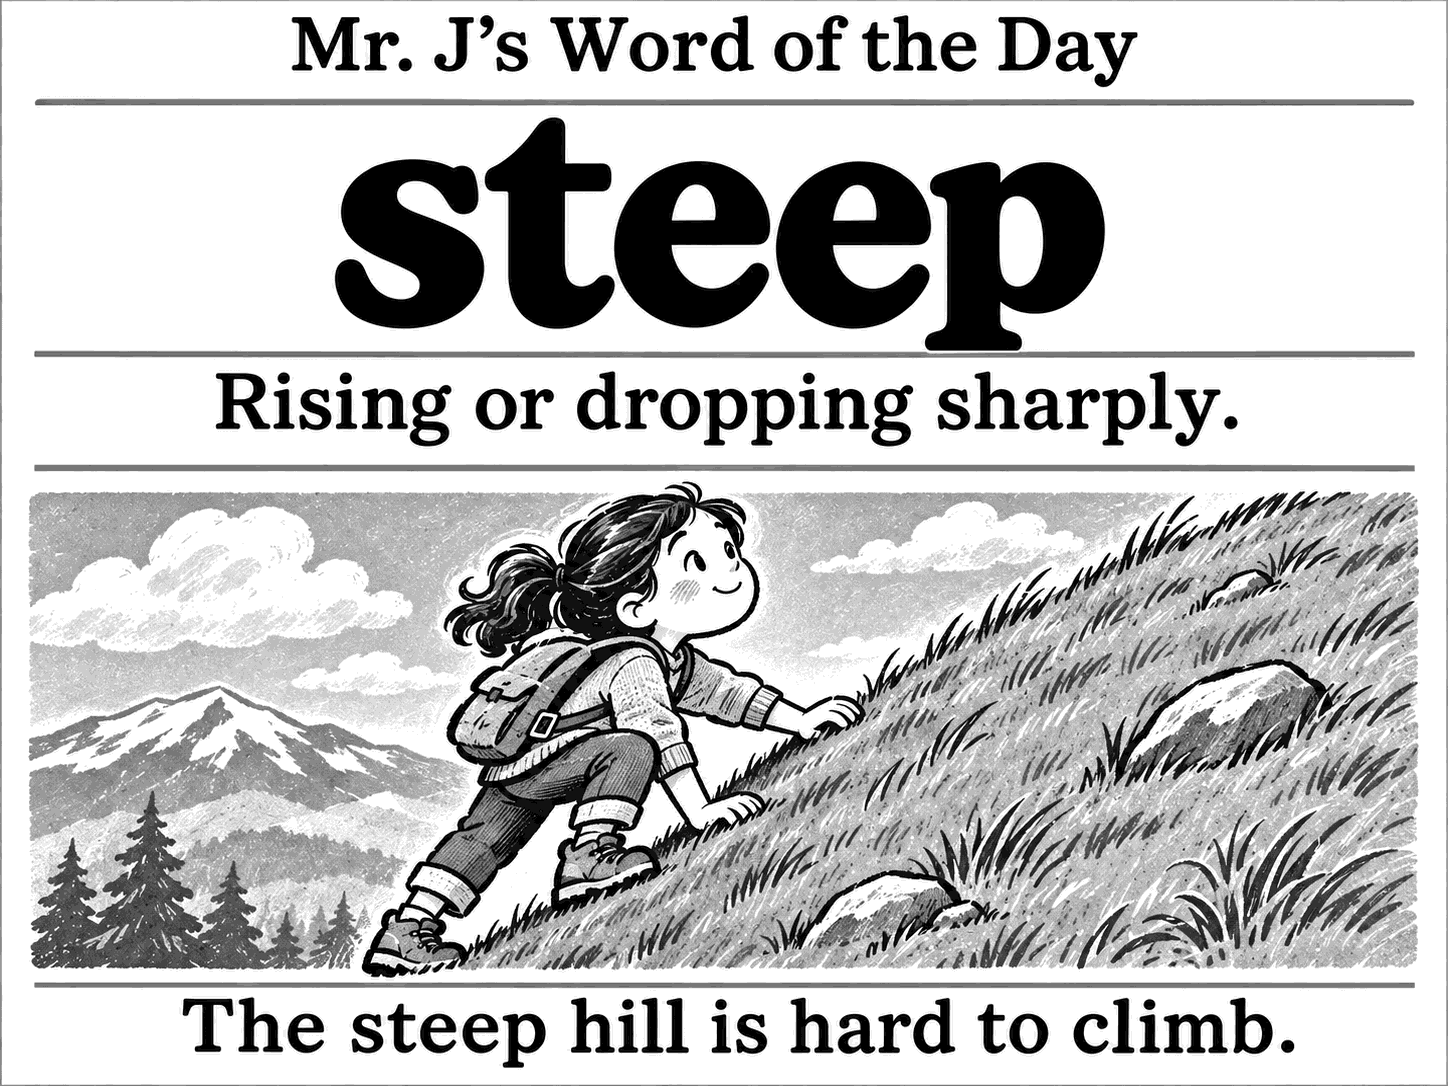 Mr. J’s Word of the Day
steep
Rising or dropping sharply.
The steep hill is hard to climb.